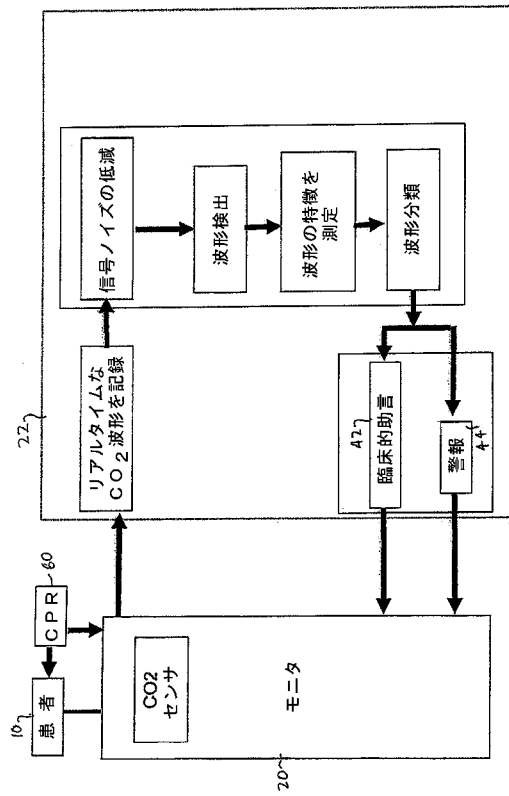 10
患者
CPR
60
20
CO2
センサ
モニタ
22
リアルタイムな
CO2波形を記録
信号ノイズの低減
波形検出
波形の特徴を
測定
波形分類
42
臨床的助言
警報
44